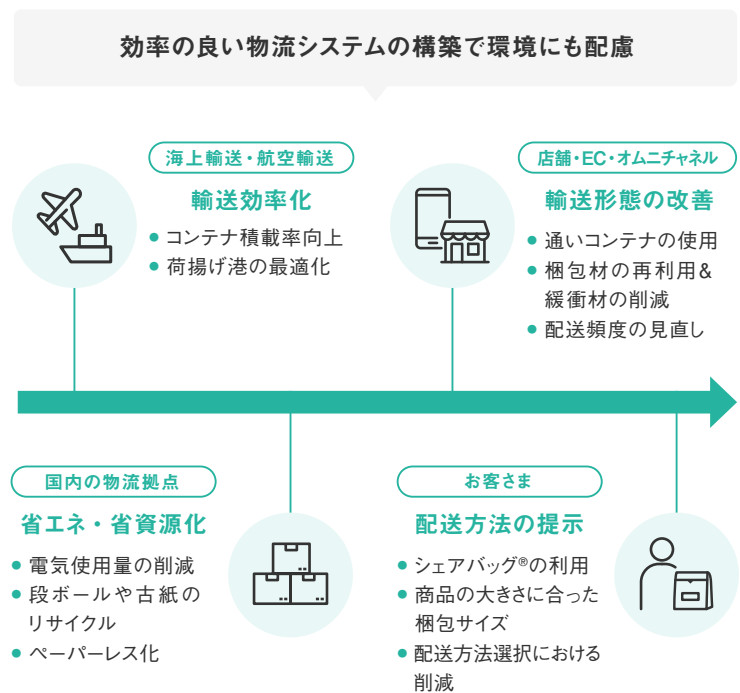 効率の良い物流システムの構築で環境にも配慮
海上輸送・航空輸送
輸送効率化
● コンテナ積載率向上
● 荷揚げ港の最適化
店舗・EC・オムニチャネル
輸送形態の改善
● 通いコンテナの使用
● 梱包材の再利用&
緩衝材の削減
● 配送頻度の見直し
国内の物流拠点
省エネ・省資源化
● 電気使用量の削減
● 段ボールや古紙の
リサイクル
● ペーパーレス化
お客さま
配送方法の提示
● シェアバッグ®の利用
● 商品の大きさに合った
梱包サイズ
● 配送方法選択における
削減